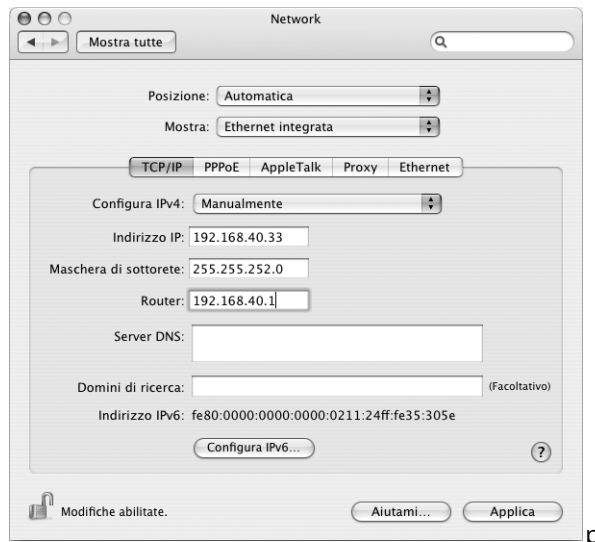 Network
Mostra tutte
Posizione: Automatica
Mostra: Ethernet integrata
TCP/IP PPPoE AppleTalk Proxy Ethernet
Configura IPv4: Manualmente
Indirizzo IP: 192.168.40.33
Maschera di sottorete: 255.255.252.0
Router: 192.168.40.1
Server DNS:
Domini di ricerca: (Facoltativo)
Indirizzo IPv6: fe80:0000:0000:0000:0211:24ff:fe35:305e
Configura IPv6... ?
Modifiche abilitate. Aiutami... Applica
p